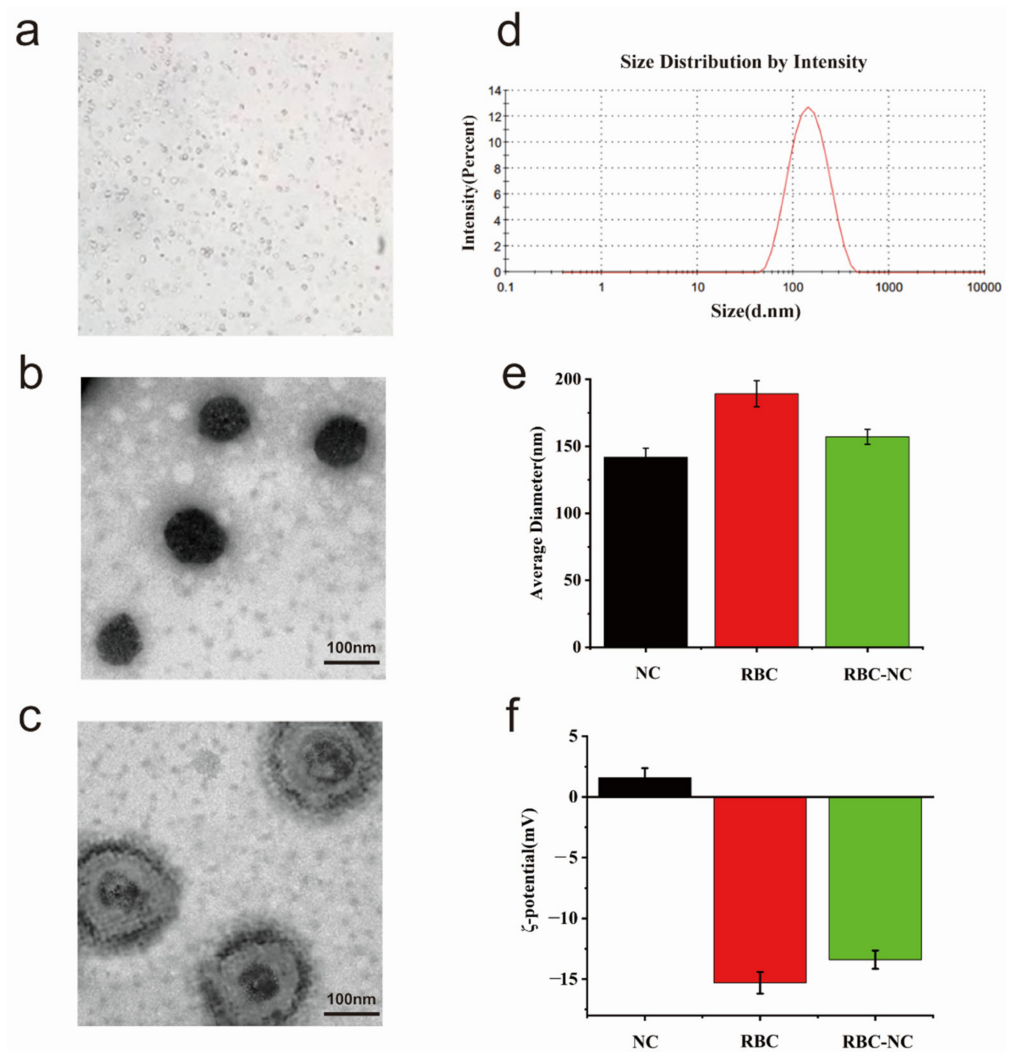 a
b
100nm
c
100nm
d
Size Distribution by Intensity
Intensity(Percent)
14
12
10
8
6
4
2
0
0.1 1 10 100 1000 10000
Size(d.nm)
e
Average Diameter(nm)
200
150
100
50
0
NC RBC RBC-NC
f
ζ-potential(mV)
5
0
−5
−10
−15
NC RBC RBC-NC